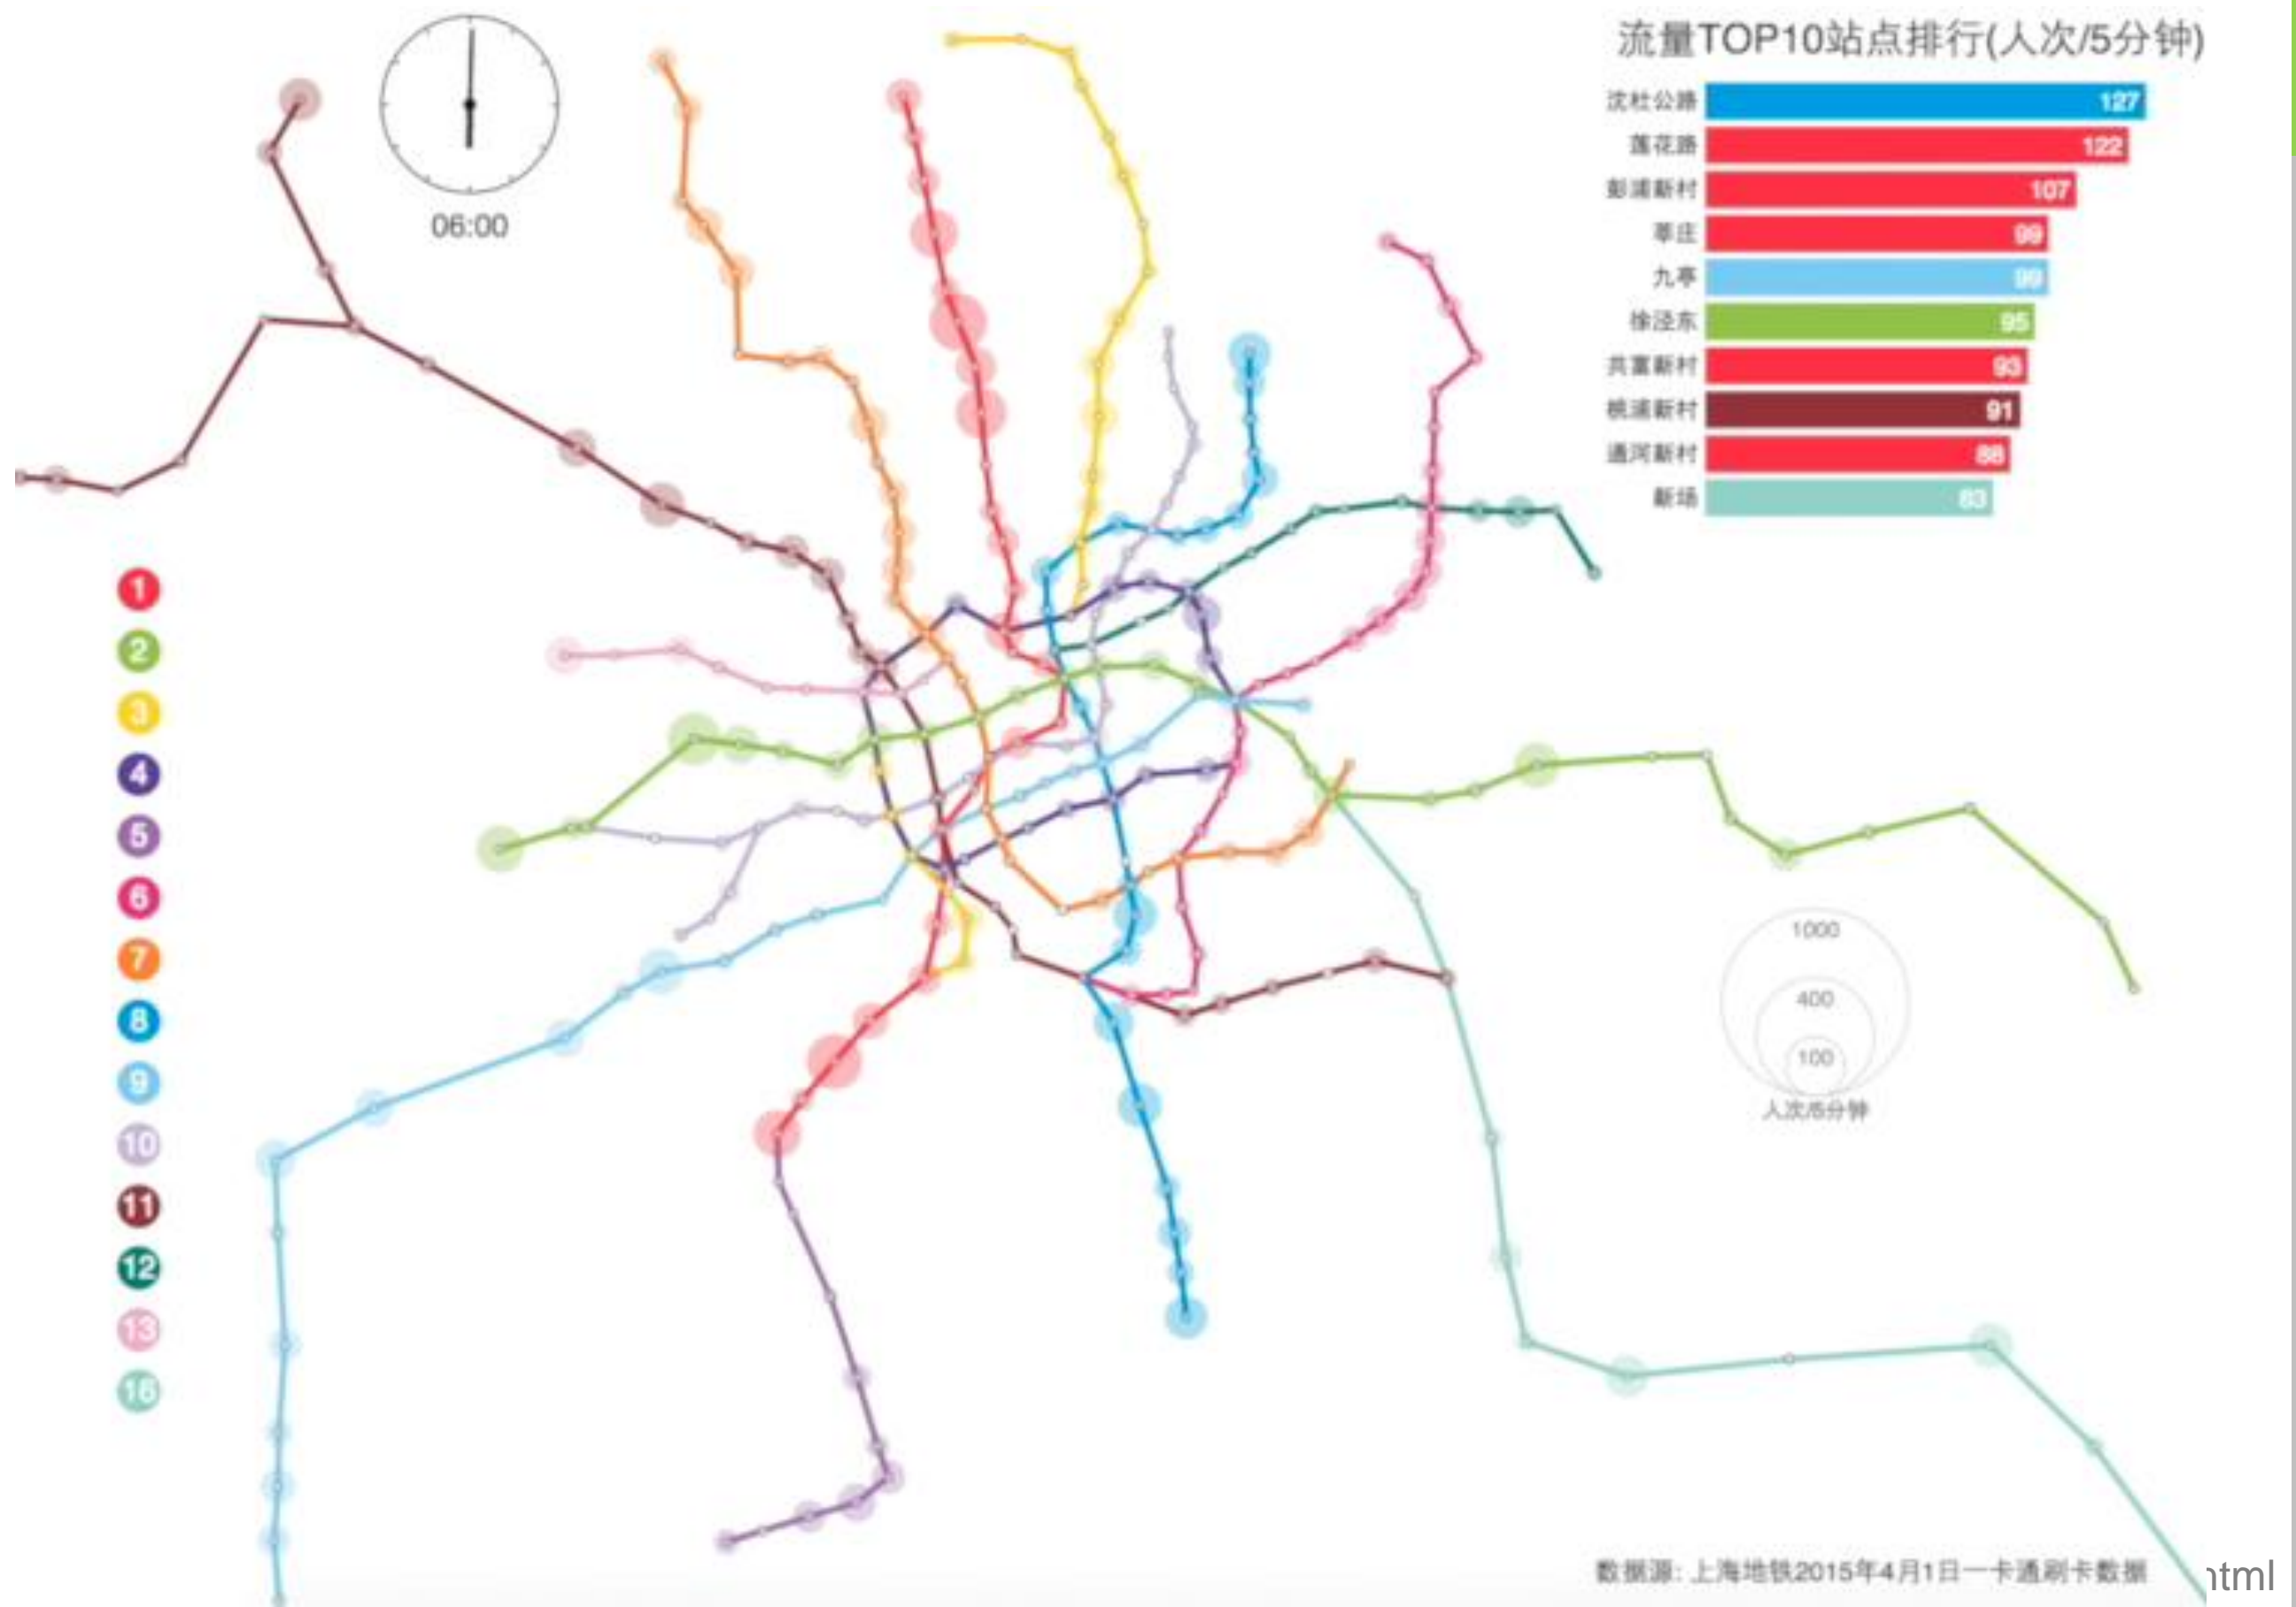 流量TOP10站点排行(人次/5分钟)
沈杜公路 127
莲花路 122
彭浦新村 107
莘庄 99
九亭 99
徐泾东 95
共富新村 93
桃浦新村 91
通河新村 88
新场 83
06:00
1
2
3
4
5
6
7
8
9
10
11
12
13
16
1000
400
100
人次/5分钟
数据源: 上海地铁2015年4月1日一卡通刷卡数据
html